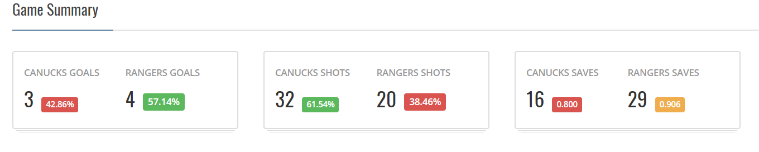 Game Summary
CANUCKS GOALS RANGERS GOALS CANUCKS SHOTS RANGERS SHOTS CANUCKS SAVES RANGERS SAVES
3 42.86% 4 57.14% 32 61.54% 20 38.46% 16 0.800 29 0.906